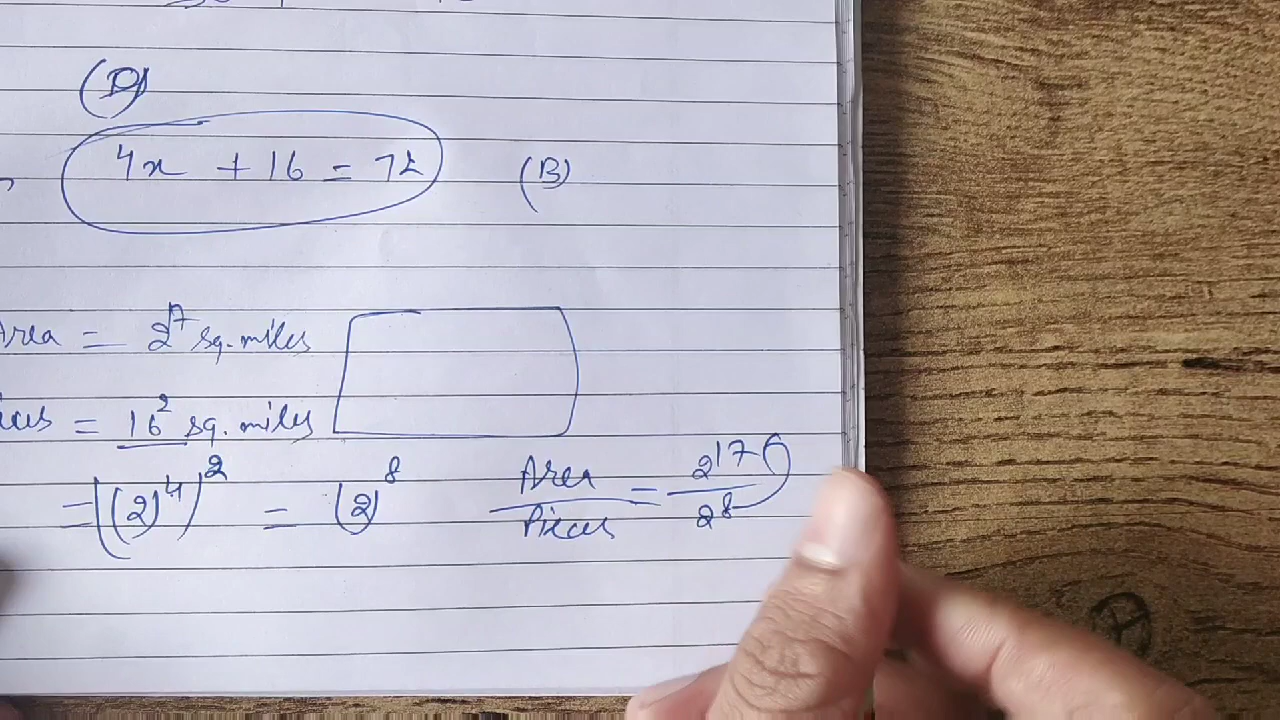 (D)
4x + 16 = 72 (B)
Area = 2^17 sq. miles
= 16^2 sq. miles
= ((2)^4)^2 = (2)^8 Area/Pieces = 2^17/2^8